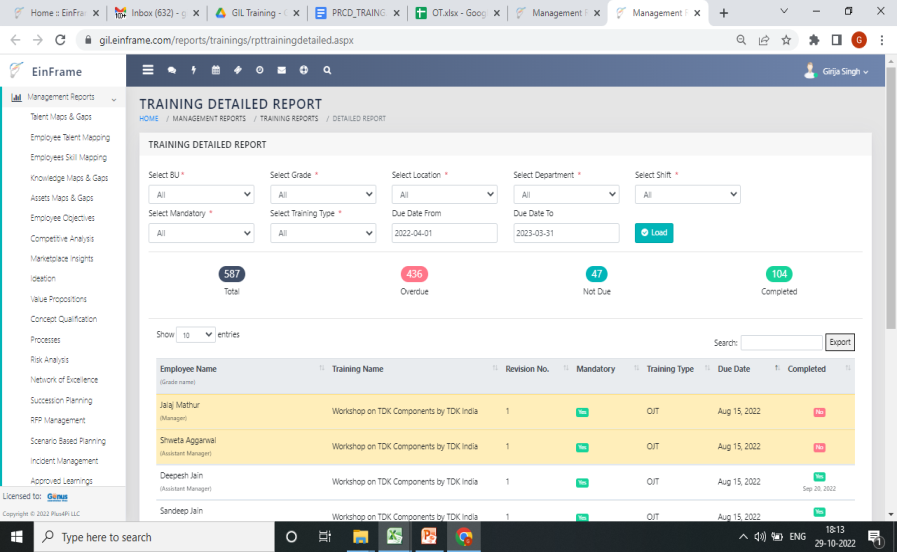 Home :: EinFra
Inbox (632) - g
GIL Training - 
PRCD_TRAING
OT.xlsx - Goog
Management
Management
gil.einframe.com/reports/trainings/rpttrainingdetailed.aspx
G
EinFrame
Girija Singh
Management Reports
Talent Maps & Gaps
Employee Talent Mapping
Employees Skill Mapping
Knowledge Maps & Gaps
Assets Maps & Gaps
Employee Objectives
Competitive Analysis
Marketplace Insights
Ideation
Value Propositions
Concept Qualification
Processes
Risk Analysis
Network of Excellence
Succession Planning
RFP Management
Scenario Based Planning
Incident Management
Approved Learnings
Licensed to: Genus
Copyright © 2022 Plus4Pi LLC
TRAINING DETAILED REPORT
HOME / MANAGEMENT REPORTS / TRAINING REPORTS / DETAILED REPORT
TRAINING DETAILED REPORT
Select BU * Select Grade * Select Location * Select Department * Select Shift *
All All All All All
Select Mandatory * Select Training Type * Due Date From Due Date To
All All 2022-04-01 2023-03-31 Load
587 436 47 104
Total Overdue Not Due Completed
Show 10 entries
Search: Export
Employee Name Training Name Revision No. Mandatory Training Type Due Date Completed
(Grade name)
Jaiaj Mathur
(Manager)
Workshop on TDK Components by TDK India 1 Yes OJT Aug 15, 2022 No
Shweta Aggarwal
(Assistant Manager)
Workshop on TDK Components by TDK India 1 Yes OJT Aug 15, 2022 No
Deepesh Jain
(Assistant Manager)
Workshop on TDK Components by TDK India 1 Yes OJT Aug 15, 2022 Yes
Sep 20, 2022
Sandeep Jain
Workshop on TDK Components by TDK India 1 Yes OJT Aug 15, 2022 Yes
Type here to search
ENG
18:13
29-10-2022
1